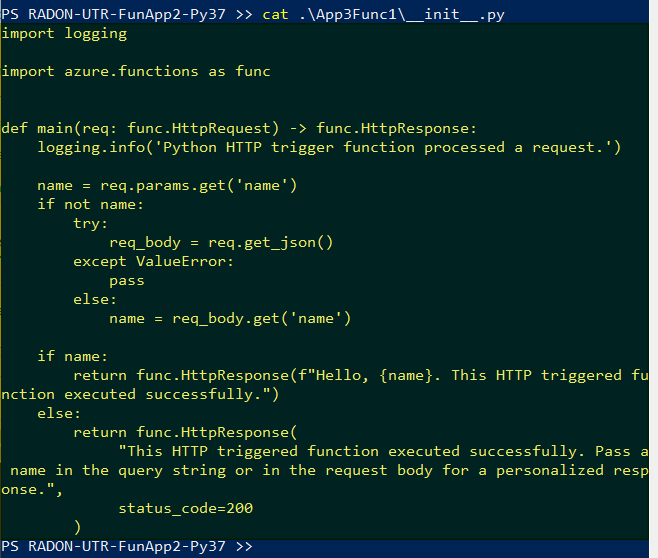 PS RADON-UTR-FunApp2-Py37 >> cat .\App3Func1\__init__.py
import logging

import azure.functions as func


def main(req: func.HttpRequest) -> func.HttpResponse:
    logging.info('Python HTTP trigger function processed a request.')

    name = req.params.get('name')
    if not name:
        try:
            req_body = req.get_json()
        except ValueError:
            pass
        else:
            name = req_body.get('name')

    if name:
        return func.HttpResponse(f"Hello, {name}. This HTTP triggered fu
nction executed successfully.")
    else:
        return func.HttpResponse(
             "This HTTP triggered function executed successfully. Pass a
 name in the query string or in the request body for a personalized resp
onse.",
             status_code=200
        )
PS RADON-UTR-FunApp2-Py37 >>